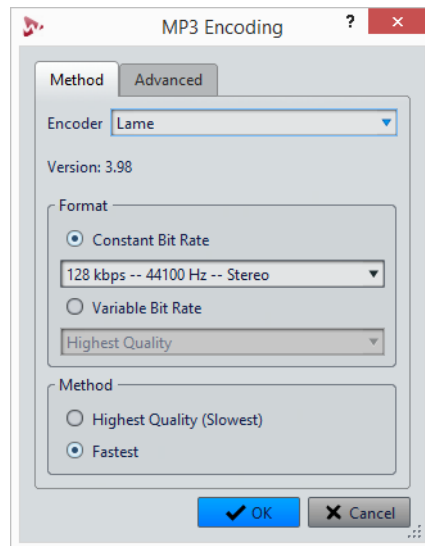 MP3 Encoding ?
Method Advanced
Encoder Lame
Version: 3.98
Format
Constant Bit Rate
128 kbps -- 44100 Hz -- Stereo
Variable Bit Rate
Highest Quality
Method
Highest Quality (Slowest)
Fastest
OK Cancel